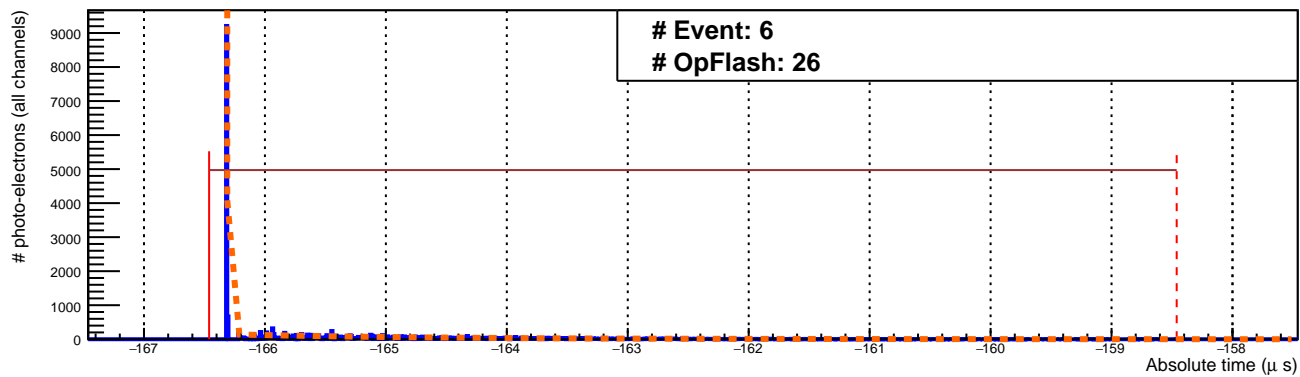 # Event: 6
# OpFlash: 26
# photo-electrons (all channels)
9000
8000
7000
6000
5000
4000
3000
2000
1000
0
−167 −166 −165 −164 −163 −162 −161 −160 −159 −158
Absolute time (μ s)